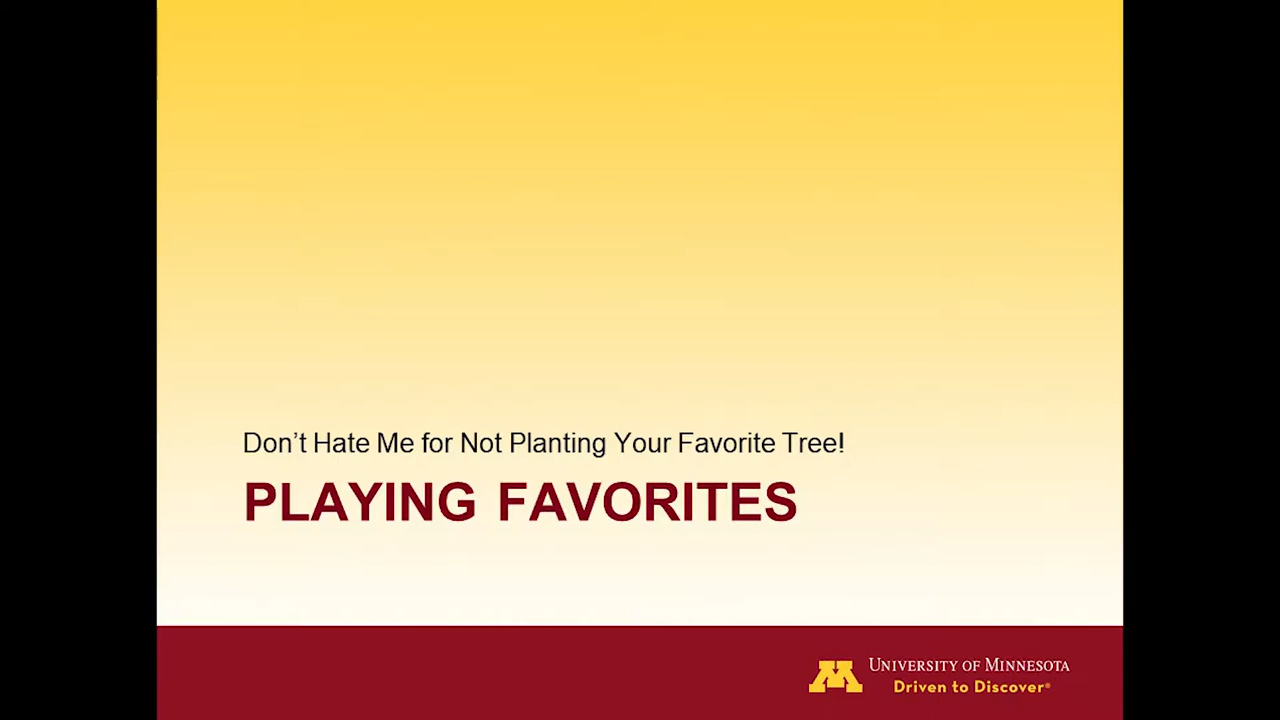 Don’t Hate Me for Not Planting Your Favorite Tree!
PLAYING FAVORITES
M
UNIVERSITY OF MINNESOTA
Driven to Discover®